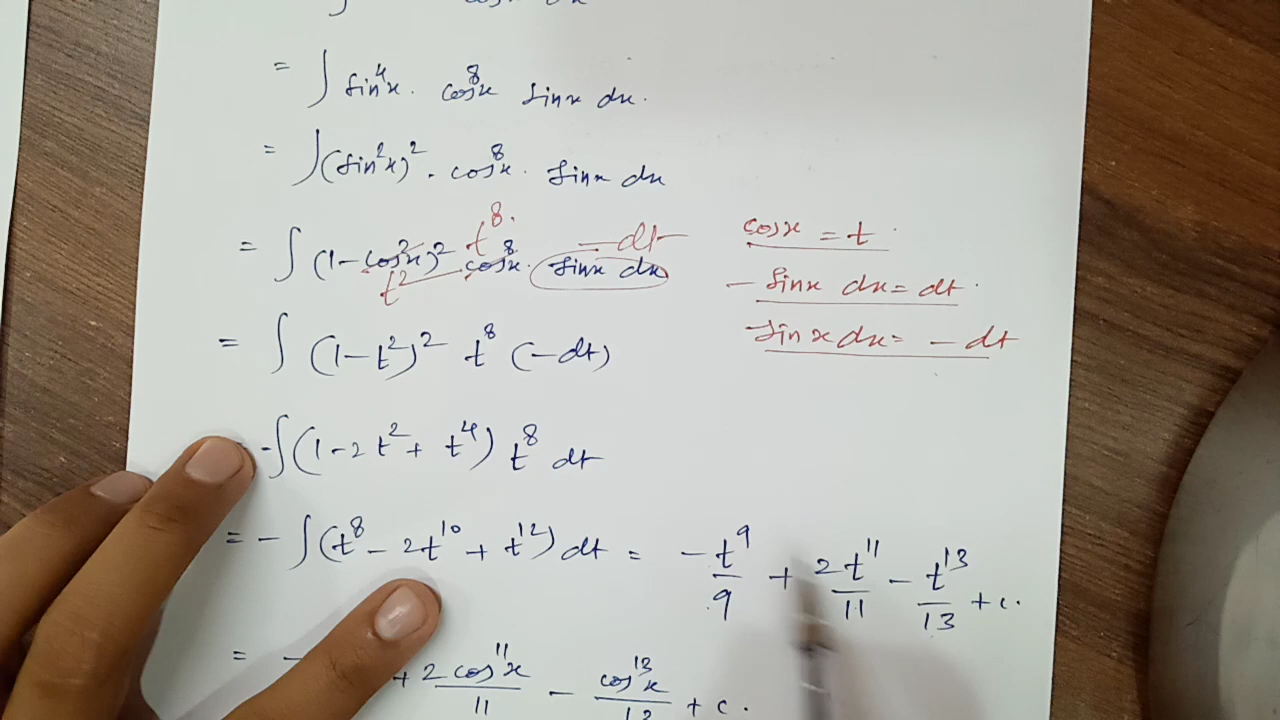 = ∫ sin⁴x. cos⁸x sinx dx.
= ∫(sin²x)². cos⁸x. sinx dx
t⁸. -dt
= ∫ (1-cos²x)² cos⁸x. sinx dx
t²
cosx = t.
- sinx dx = dt.
sinx dx = -dt
= ∫ (1-t²)² t⁸ (-dt)
-∫(1-2t²+ t⁴) t⁸ dt
= -∫(t⁸ - 2t¹⁰ + t¹²) dt = -t⁹/9 + 2t¹¹/11 - t¹³/13 + c.
= - + 2cos¹¹x/11 - cos¹³x/13 + c.